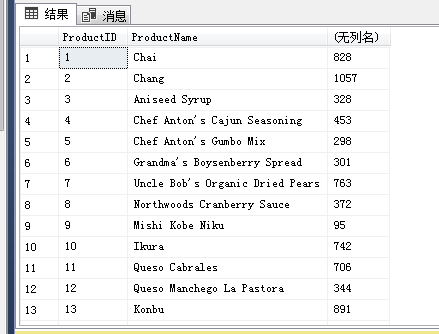 结果 消息
ProductID ProductName (无列名)
1 1 Chai 828
2 2 Chang 1057
3 3 Aniseed Syrup 328
4 4 Chef Anton's Cajun Seasoning 453
5 5 Chef Anton's Gumbo Mix 298
6 6 Grandma's Boysenberry Spread 301
7 7 Uncle Bob's Organic Dried Pears 763
8 8 Northwoods Cranberry Sauce 372
9 9 Mishi Kobe Niku 95
10 10 Ikura 742
11 11 Queso Cabrales 706
12 12 Queso Manchego La Pastora 344
13 13 Konbu 891